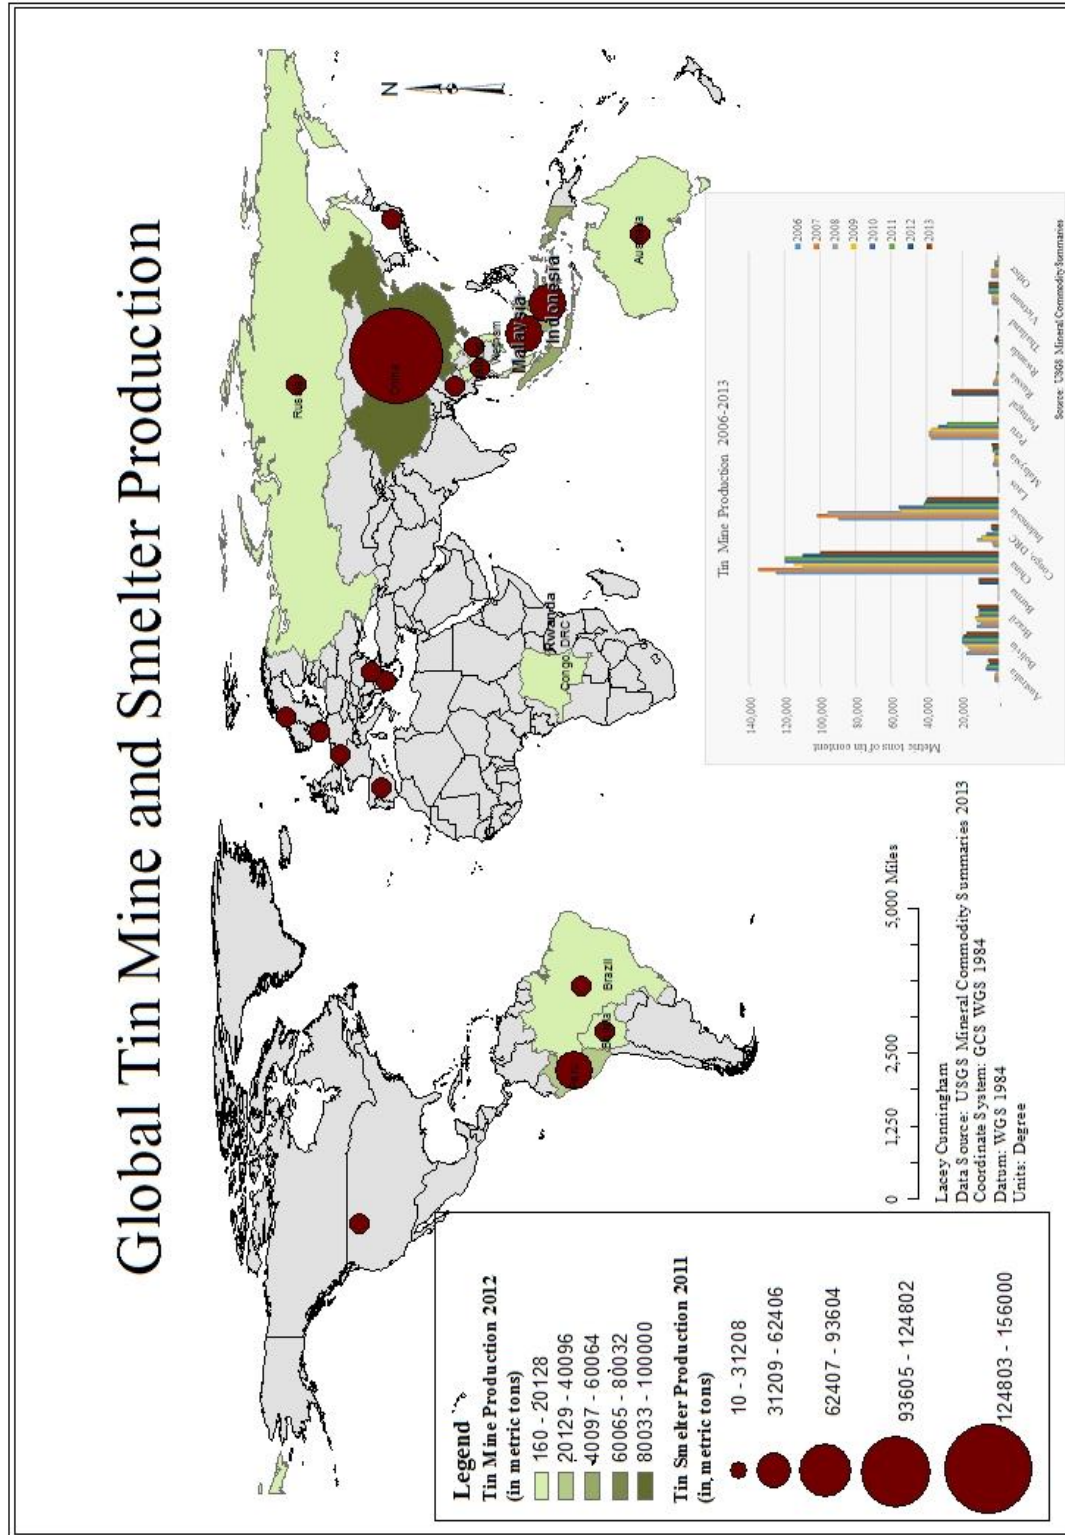 Global Tin Mine and Smelter Production
N
Rus
China
Vietnam
Malaysia
Indonesia
Aus
Rwanda
Congo, DRC
Brazil
Legend
Tin Mine Production 2012
(in metric tons)
160 - 20128
20129 - 40096
40097 - 60064
60065 - 80032
80033 - 100000
Tin Smelter Production 2011
(in metric tons)
10 - 31208
31209 - 62406
62407 - 93604
93605 - 124802
124803 - 156000
0 1,250 2,500 5,000 Miles
Lacey Cunningham
Data Source: USGS Mineral Commodity Summaries 2013
Coordinate System: GCS WGS 1984
Datum: WGS 1984
Units: Degree
Tin Mine Production 2006-2013
Metric tons of tin content
140,000
120,000
100,000
80,000
60,000
40,000
20,000
-
Australia
Bolivia
Brazil
Burma
China
Congo, DRC
Indonesia
Laos
Malaysia
Peru
Portugal
Russia
Rwanda
Thailand
Vietnam
Other
2006
2007
2008
2009
2010
2011
2012
2013
Source: USGS Mineral Commodity Summaries